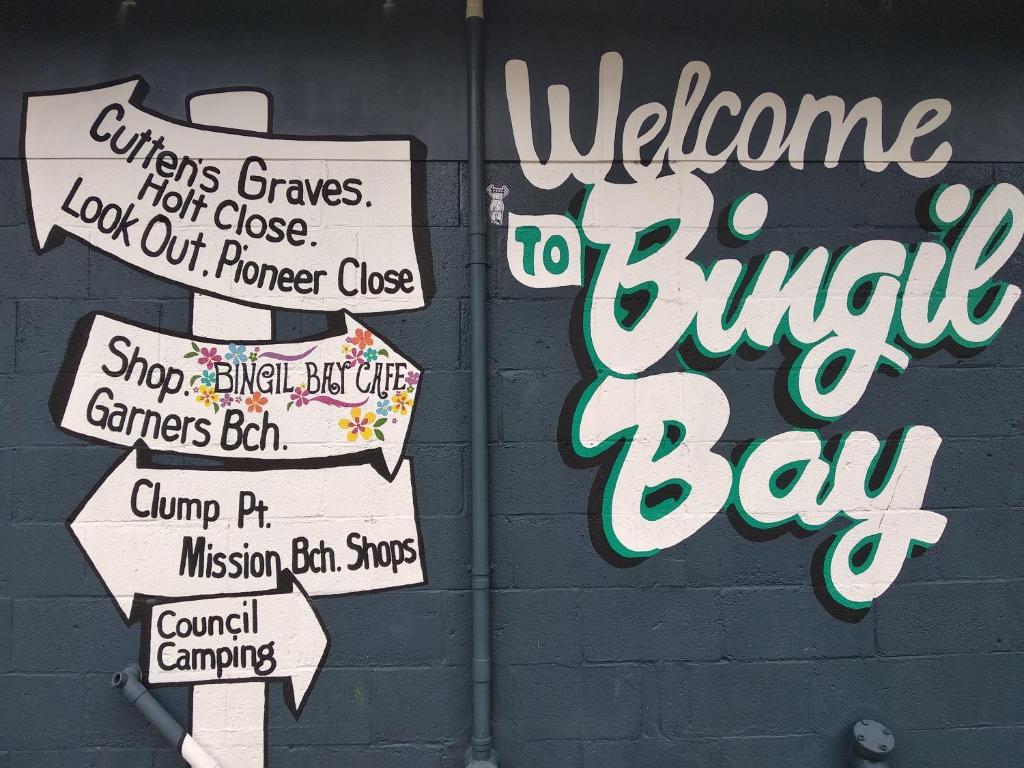 Cutten's Graves.
Holt Close.
Look Out. Pioneer Close
Shop. BINGIL BAY CAFE
Garners Bch.
Clump Pt.
Mission Bch. Shops
Council
Camping
Welcome
TO Bingil
Bay